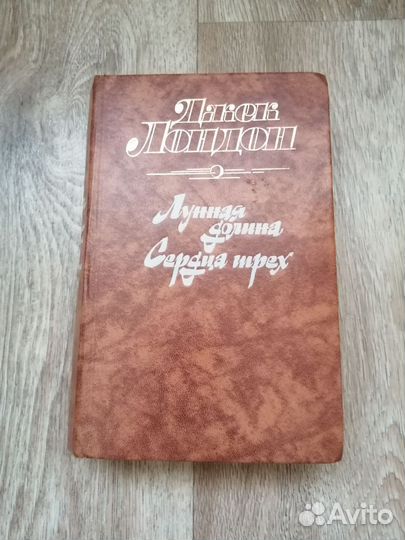 Джек
Лондон
Лунная
долина
Сердца трех
Avito